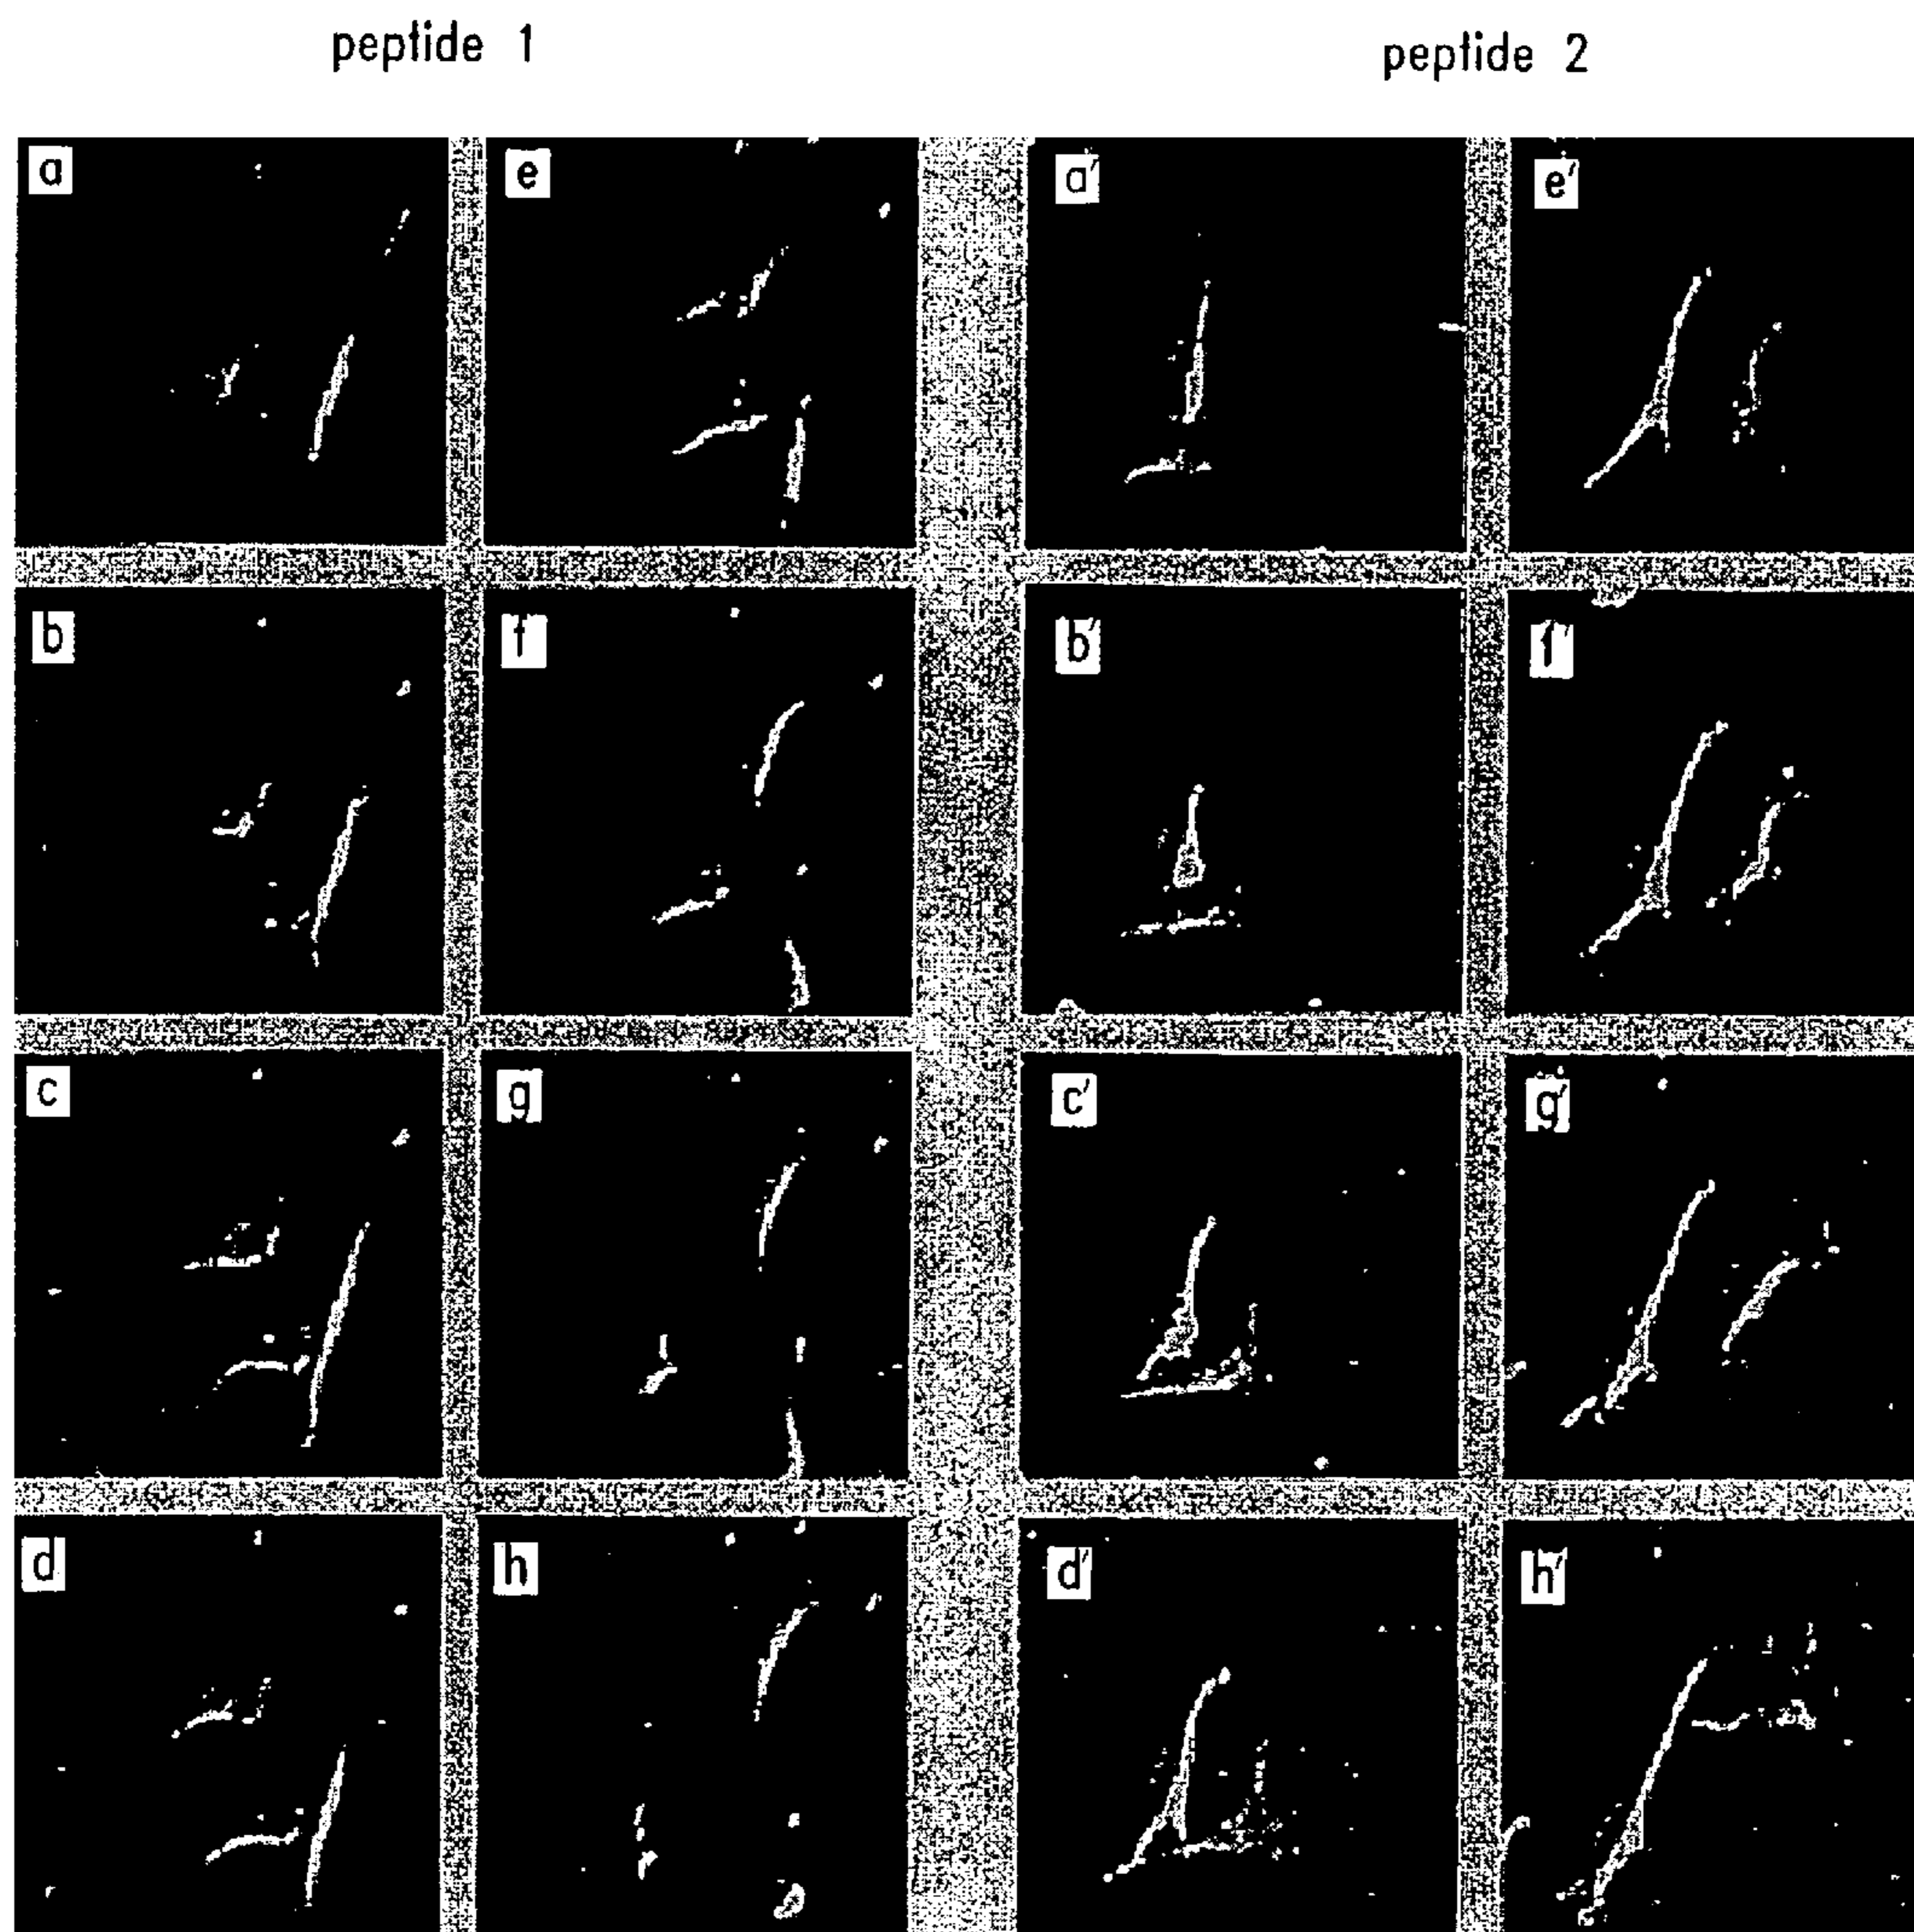 peptide 1 peptide 2
a e a' e'
b f b' f'
c g c' g'
d h d' h'